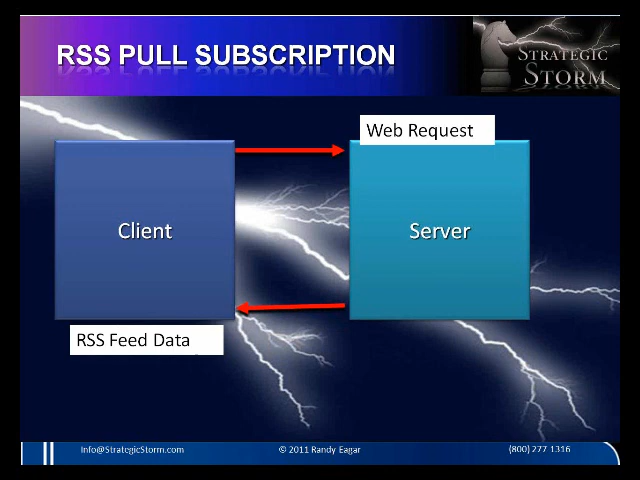 RSS PULL SUBSCRIPTION
STRATEGIC
STORM
Web Request
Client
Server
RSS Feed Data
Info@StrategicStorm.com
© 2011 Randy Eagar
(800) 277 1316